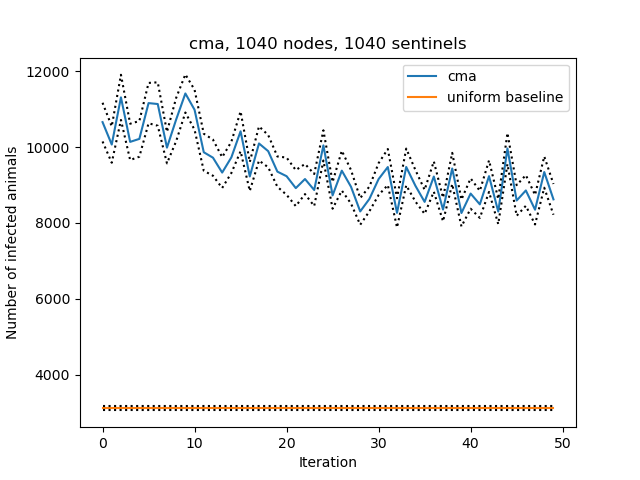 cma, 1040 nodes, 1040 sentinels
cma
uniform baseline
12000
10000
8000
6000
4000
Number of infected animals
0 10 20 30 40 50
Iteration